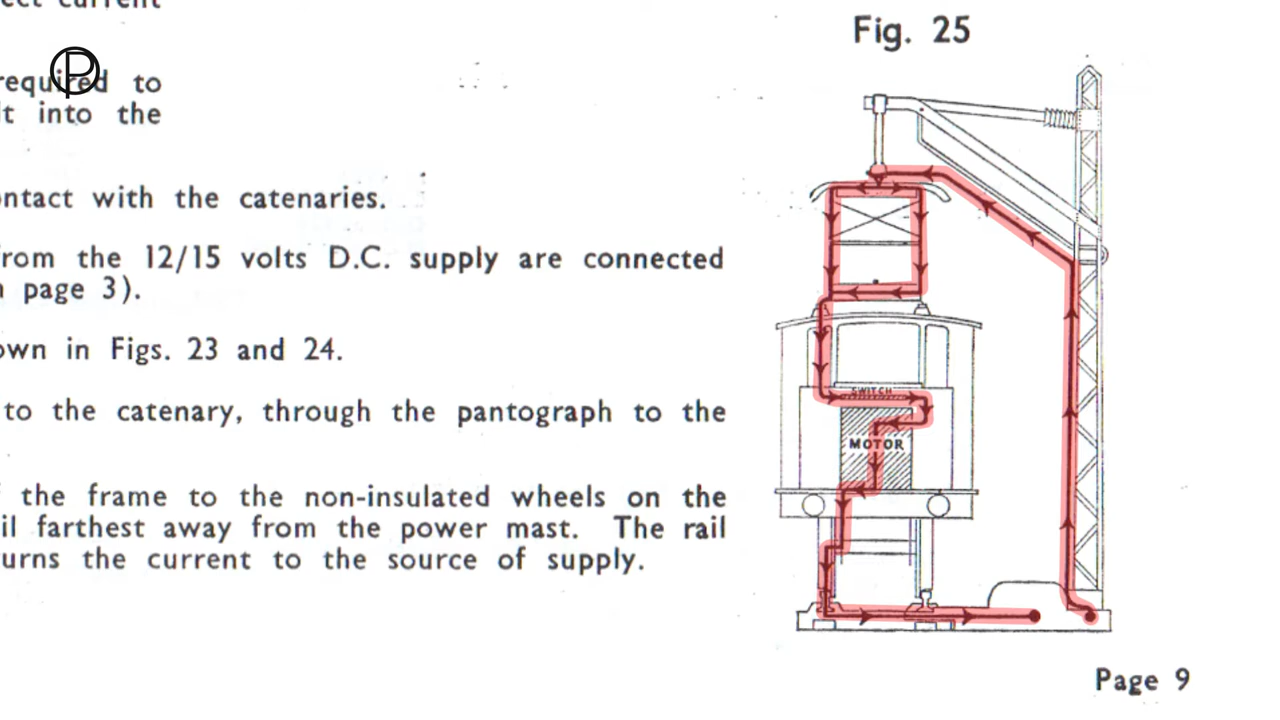 Fig. 25
ect current
required to
lt into the
ontact with the catenaries.
from the 12/15 volts D.C. supply are connected
n page 3).
own in Figs. 23 and 24.
to the catenary, through the pantograph to the
the frame to the non-insulated wheels on the
il farthest away from the power mast. The rail
urns the current to the source of supply.
SWITCH
MOTOR
Page 9